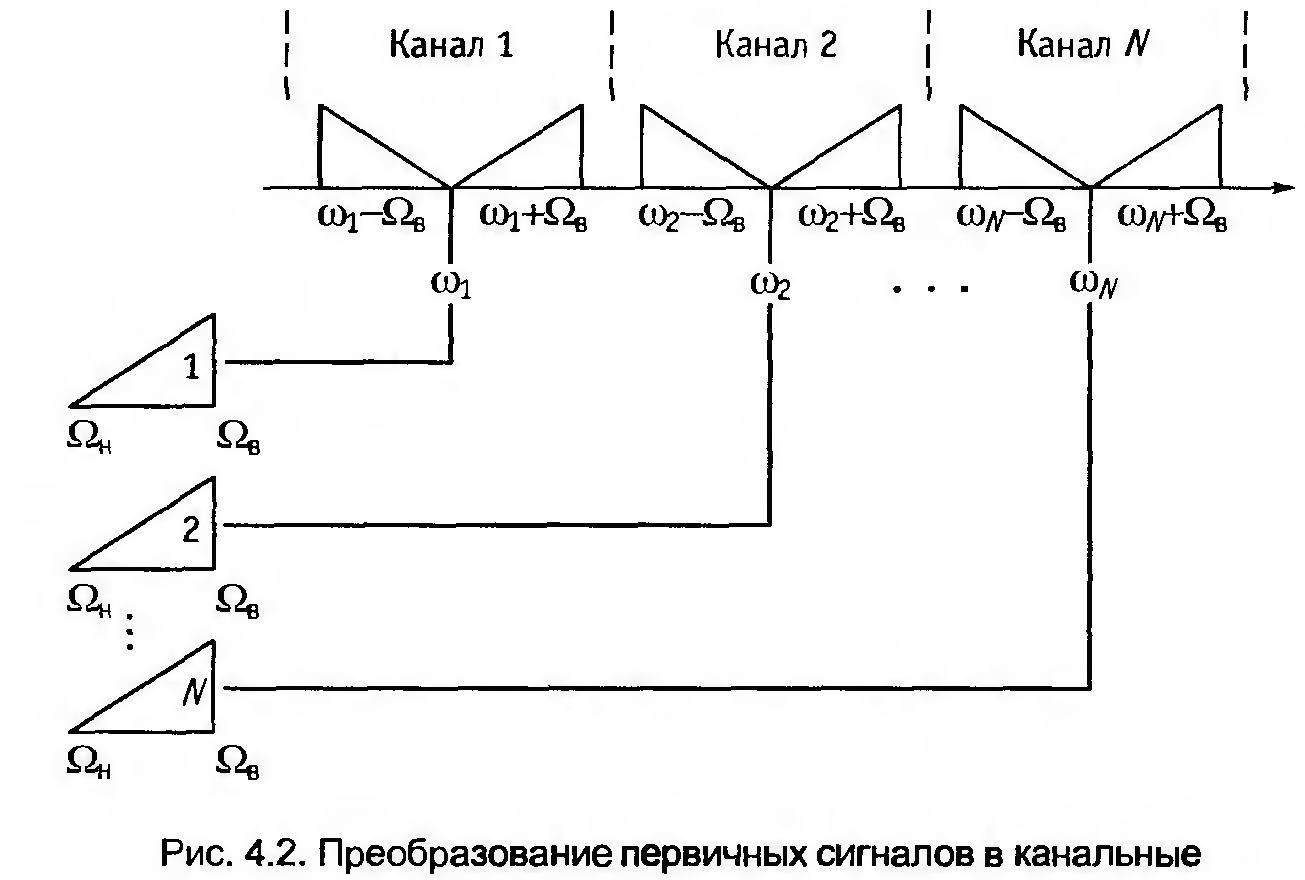 Канал 1 Канал 2 Канал N
ω₁−Ωв ω₁+Ωв ω₂−Ωв ω₂+Ωв ωN−Ωв ωN+Ωв
ω₁ ω₂ . . . ωN
1
Ωн Ωв
2
Ωн Ωв
⋮
N
Ωн Ωв
Рис. 4.2. Преобразование первичных сигналов в канальные